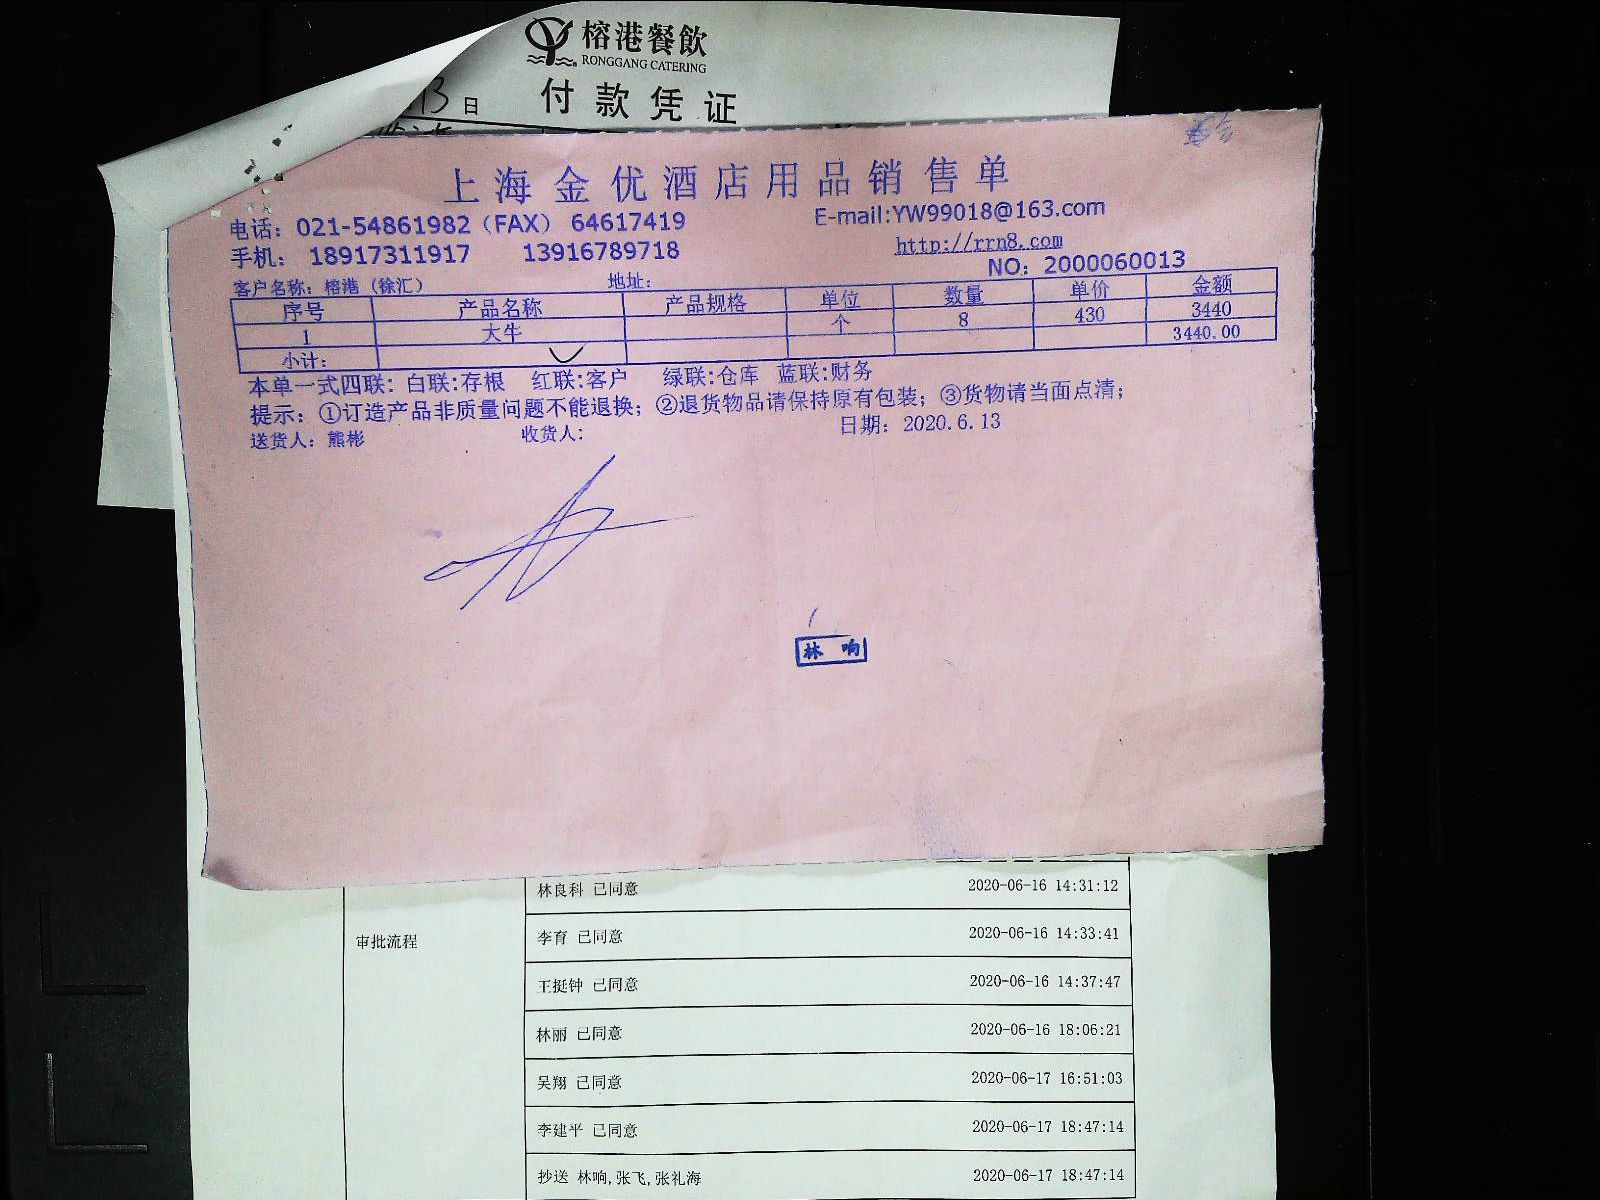 榕港餐飲
RONGGANG CATERING
13日 付款凭证
上海金优酒店用品销售单
电话：021-54861982（FAX） 64617419 E-mail:YW99018@163.com
手机： 18917311917 13916789718 http://rrn8.com
NO：2000060013
客户名称：榕港（徐汇） 地址：
序号 产品名称 产品规格 单位 数量 单价 金额
1 大牛 个 8 430 3440
小计： 3440.00
本单一式四联：白联:存根 红联:客户 绿联:仓库 蓝联:财务
提示：①订造产品非质量问题不能退换；②退货物品请保持原有包装；③货物请当面点清；
送货人：熊彬 收货人： 日期：2020.6.13
林 响
林良科 已同意 2020-06-16 14:31:12
审批流程
李育 已同意 2020-06-16 14:33:41
王挺钟 已同意 2020-06-16 14:37:47
林丽 已同意 2020-06-16 18:06:21
吴翔 已同意 2020-06-17 16:51:03
李建平 已同意 2020-06-17 18:47:14
抄送 林响,张飞,张礼海 2020-06-17 18:47:14